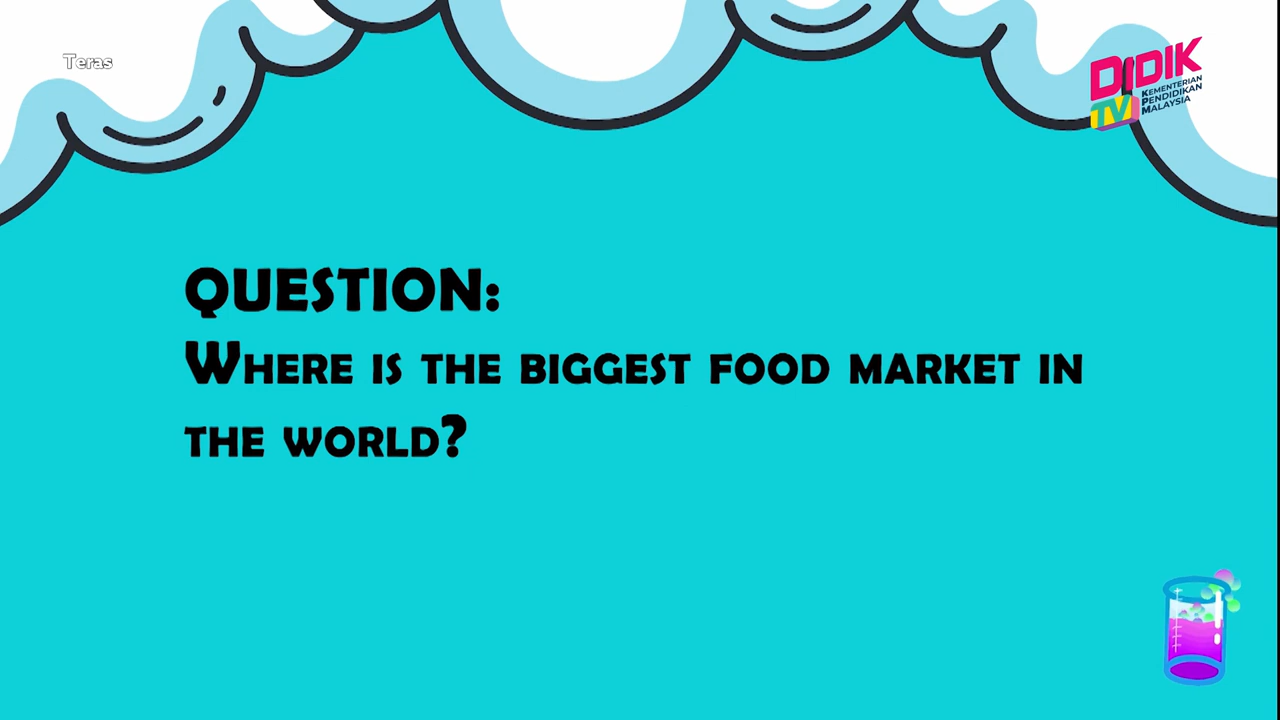 Teras
DIDIK
TV
KEMENTERIAN
PENDIDIKAN
MALAYSIA
QUESTION:
WHERE IS THE BIGGEST FOOD MARKET IN
THE WORLD?